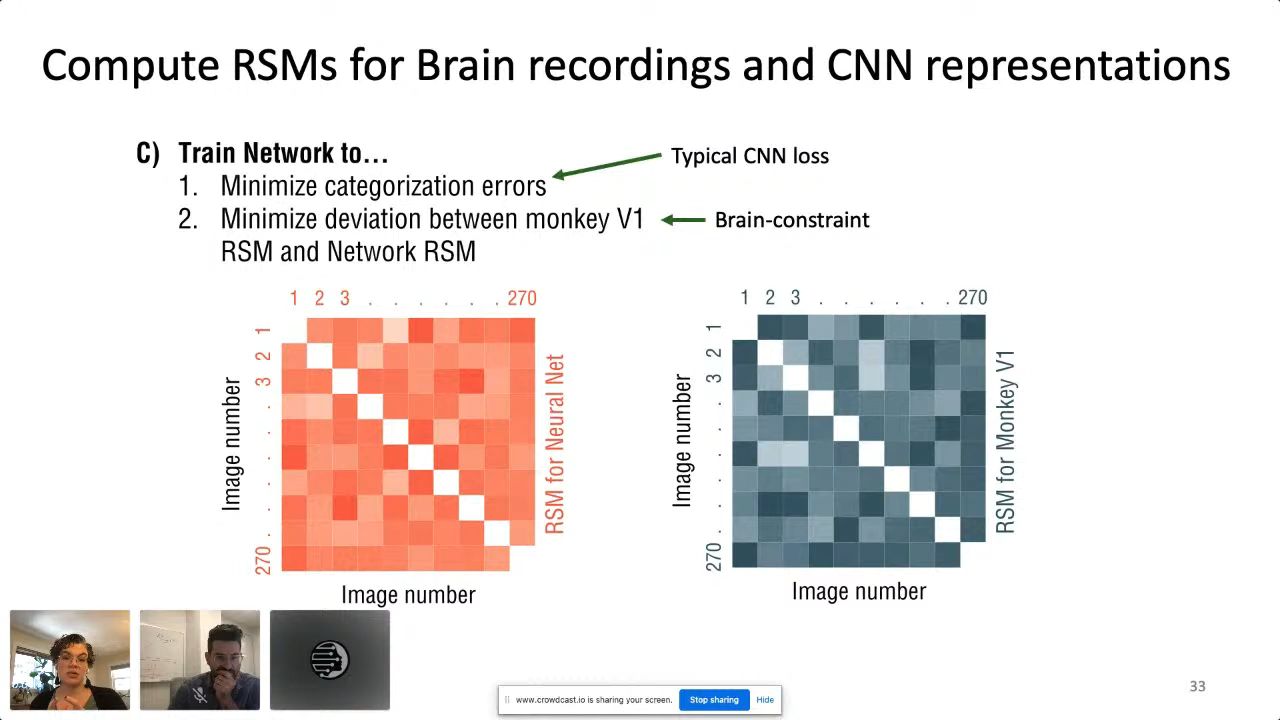 Compute RSMs for Brain recordings and CNN representations
C) Train Network to...
Typical CNN loss
1. Minimize categorization errors
2. Minimize deviation between monkey V1
Brain-constraint
RSM and Network RSM
1 2 3 . . . . . . 270
1
2
3
.
.
.
.
.
.
270
Image number
RSM for Neural Net
Image number
1 2 3 . . . . . . 270
1
2
3
.
.
.
.
.
.
270
Image number
RSM for Monkey V1
Image number
www.crowdcast.io is sharing your screen.
Stop sharing
Hide
33